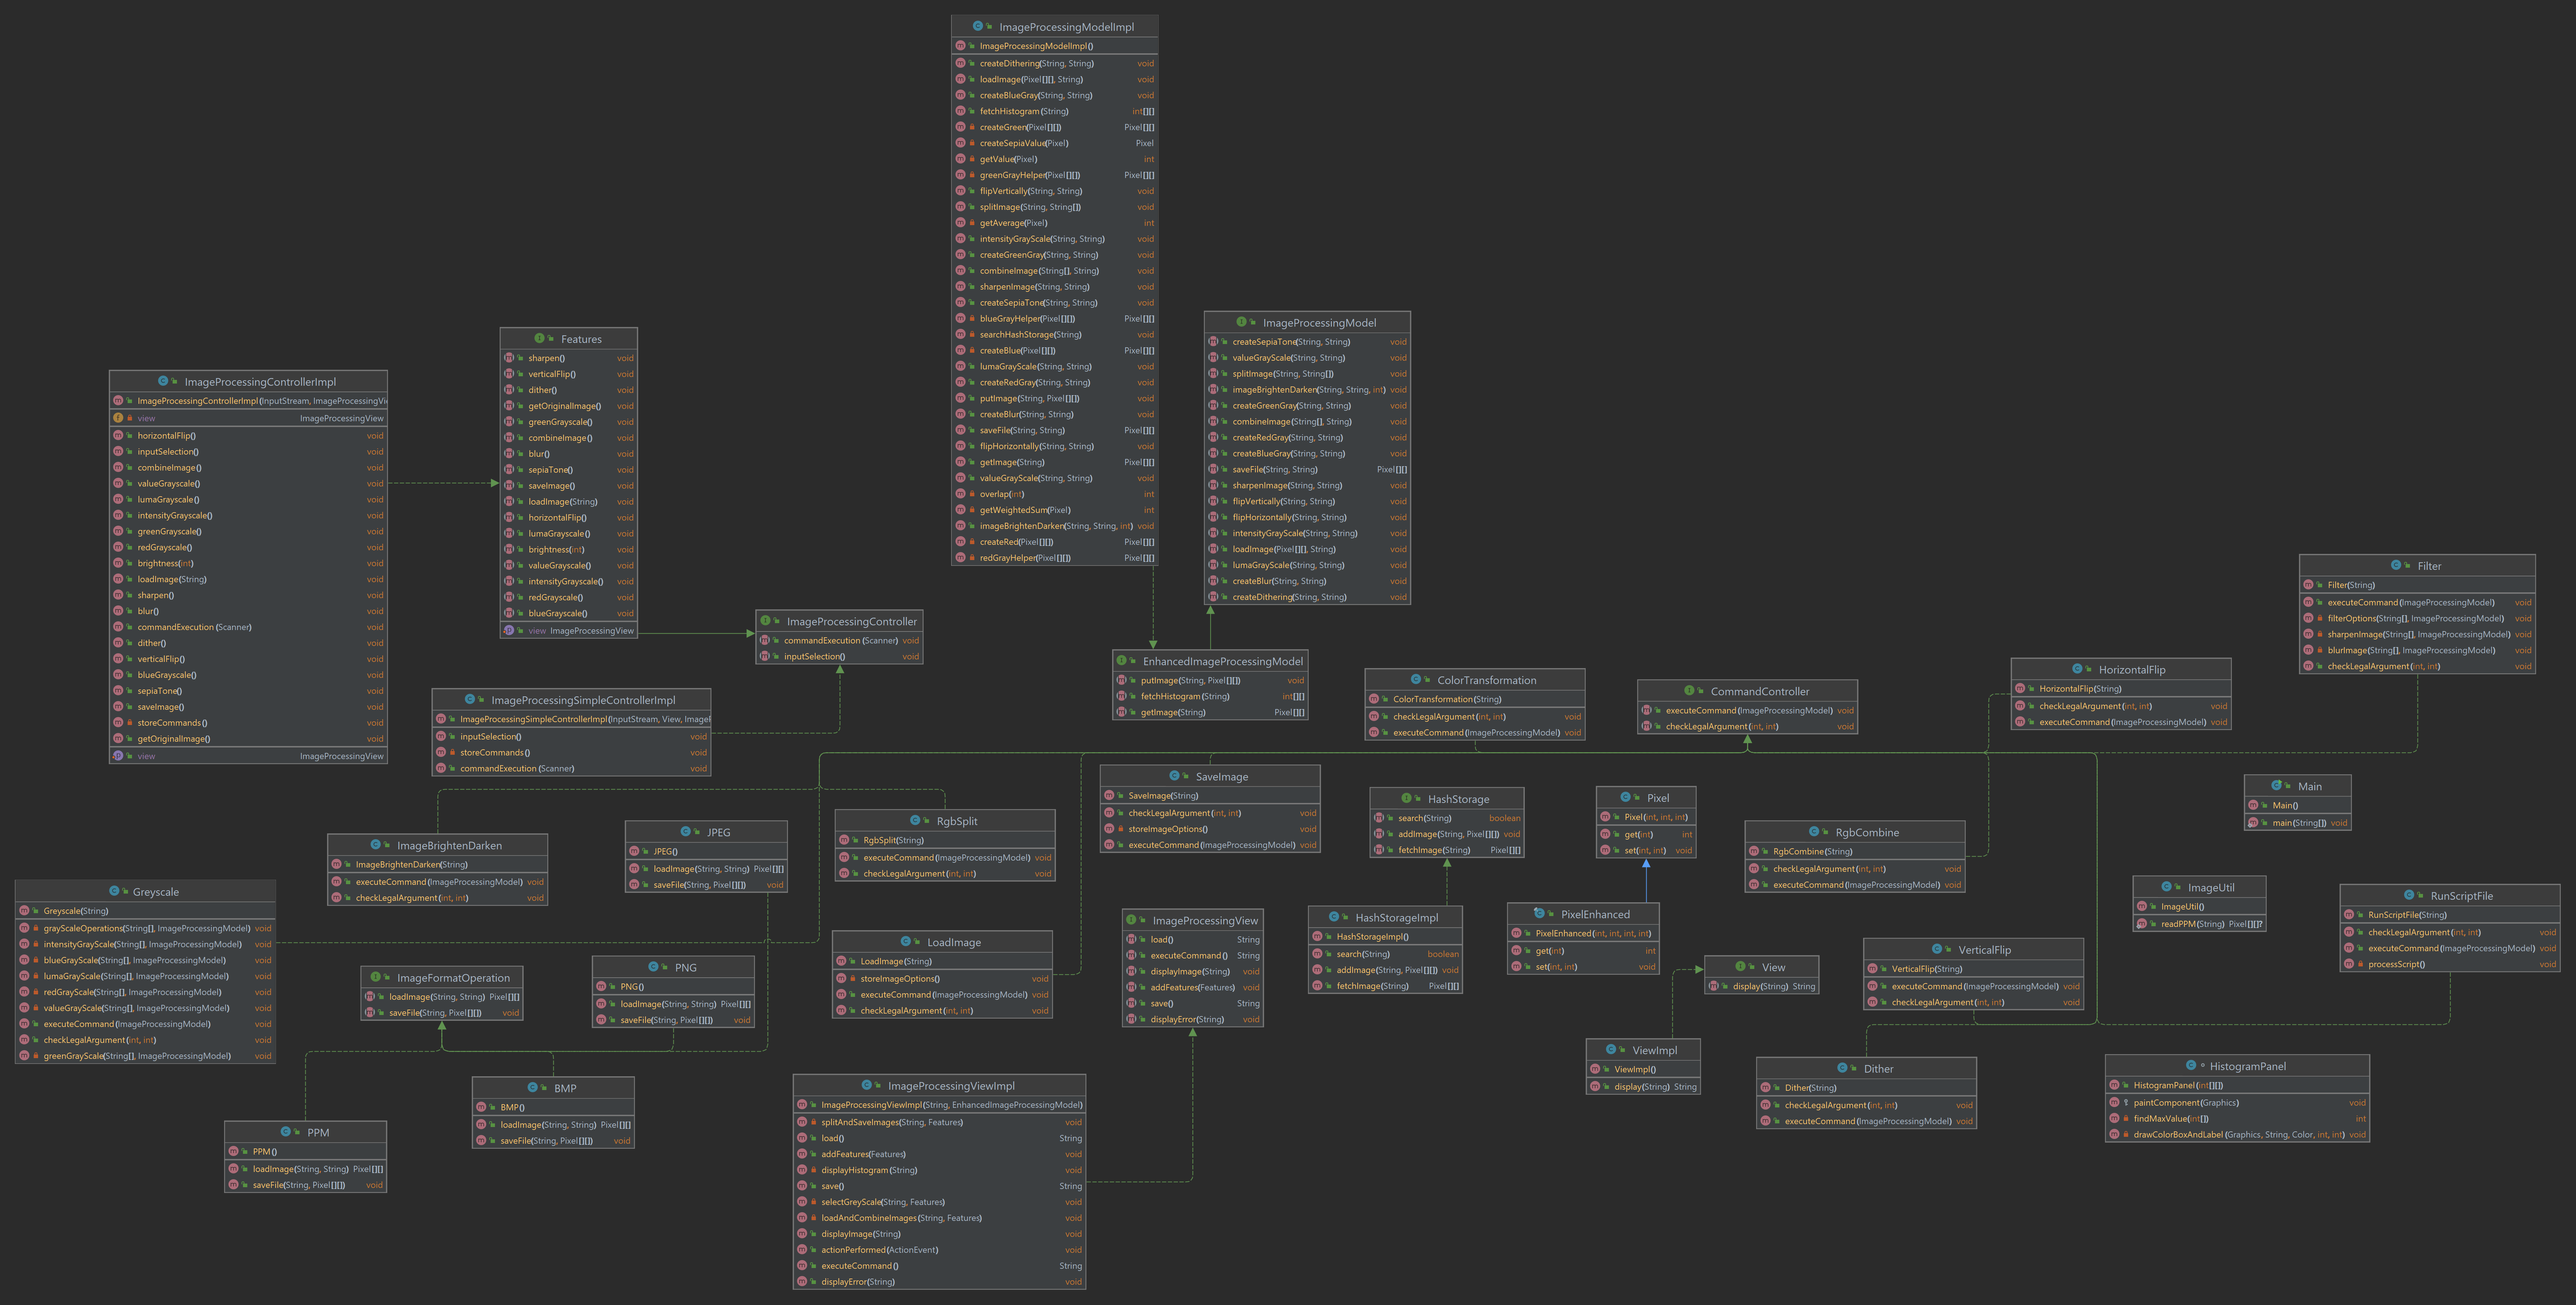 ImageProcessingModelImpl
ImageProcessingModelImpl()
createDithering(String, String) void
loadImage(Pixel[][], String) void
createBlueGray(String, String) void
fetchHistogram(String) int[][]
createGreen(Pixel[][]) Pixel[][]
createSepiaValue(Pixel) Pixel
getValue(Pixel) int
greenGrayHelper(Pixel[][]) Pixel[][]
flipVertically(String, String) void
splitImage(String, String[]) void
getAverage(Pixel) int
intensityGrayScale(String, String) void
createGreenGray(String, String) void
combineImage(String[], String) void
sharpenImage(String, String) void
createSepiaTone(String, String) void
blueGrayHelper(Pixel[][]) Pixel[][]
searchHashStorage(String) void
createBlue(Pixel[][]) Pixel[][]
lumaGrayScale(String, String) void
createRedGray(String, String) void
putImage(String, Pixel[][]) void
createBlur(String, String) void
saveFile(String, String) Pixel[][]
flipHorizontally(String, String) void
getImage(String) Pixel[][]
valueGrayScale(String, String) void
overlap(int) int
getWeightedSum(Pixel) int
imageBrightenDarken(String, String, int) void
createRed(Pixel[][]) Pixel[][]
redGrayHelper(Pixel[][]) Pixel[][]
ImageProcessingModel
createSepiaTone(String, String) void
valueGrayScale(String, String) void
splitImage(String, String[]) void
imageBrightenDarken(String, String, int) void
createGreenGray(String, String) void
combineImage(String[], String) void
createRedGray(String, String) void
createBlueGray(String, String) void
saveFile(String, String) Pixel[][]
sharpenImage(String, String) void
flipVertically(String, String) void
flipHorizontally(String, String) void
intensityGrayScale(String, String) void
loadImage(Pixel[][], String) void
lumaGrayScale(String, String) void
createBlur(String, String) void
createDithering(String, String) void
Features
sharpen() void
verticalFlip() void
dither() void
getOriginalImage() void
greenGrayscale() void
combineImage() void
blur() void
sepiaTone() void
saveImage() void
loadImage(String) void
horizontalFlip() void
lumaGrayscale() void
brightness(int) void
valueGrayscale() void
intensityGrayscale() void
redGrayscale() void
blueGrayscale() void
view ImageProcessingView
ImageProcessingControllerImpl
ImageProcessingControllerImpl(InputStream, ImageProcessingVi
view ImageProcessingView
horizontalFlip() void
inputSelection() void
combineImage() void
valueGrayscale() void
lumaGrayscale() void
intensityGrayscale() void
greenGrayscale() void
redGrayscale() void
brightness(int) void
loadImage(String) void
sharpen() void
blur() void
commandExecution(Scanner) void
dither() void
verticalFlip() void
blueGrayscale() void
sepiaTone() void
saveImage() void
storeCommands() void
getOriginalImage() void
view ImageProcessingView
ImageProcessingController
commandExecution(Scanner) void
inputSelection() void
ImageProcessingSimpleControllerImpl
ImageProcessingSimpleControllerImpl(InputStream, View, Image
inputSelection() void
storeCommands() void
commandExecution(Scanner) void
EnhancedImageProcessingModel
putImage(String, Pixel[][]) void
fetchHistogram(String) int[][]
getImage(String) Pixel[][]
ColorTransformation
ColorTransformation(String)
checkLegalArgument(int, int) void
executeCommand(ImageProcessingModel) void
CommandController
executeCommand(ImageProcessingModel) void
checkLegalArgument(int, int) void
HorizontalFlip
HorizontalFlip(String)
checkLegalArgument(int, int) void
executeCommand(ImageProcessingModel) void
Filter
Filter(String)
executeCommand(ImageProcessingModel) void
filterOptions(String[], ImageProcessingModel) void
sharpenImage(String[], ImageProcessingModel) void
blurImage(String[], ImageProcessingModel) void
checkLegalArgument(int, int) void
Main
Main()
main(String[]) void
SaveImage
SaveImage(String)
checkLegalArgument(int, int) void
storeImageOptions() void
executeCommand(ImageProcessingModel) void
HashStorage
search(String) boolean
addImage(String, Pixel[][]) void
fetchImage(String) Pixel[][]
Pixel
Pixel(int, int, int)
get(int) int
set(int, int) void
RgbCombine
RgbCombine(String)
checkLegalArgument(int, int) void
executeCommand(ImageProcessingModel) void
RgbSplit
RgbSplit(String)
executeCommand(ImageProcessingModel) void
checkLegalArgument(int, int) void
JPEG
JPEG()
loadImage(String, String) Pixel[][]
saveFile(String, Pixel[][]) void
ImageBrightenDarken
ImageBrightenDarken(String)
executeCommand(ImageProcessingModel) void
checkLegalArgument(int, int) void
Greyscale
Greyscale(String)
grayScaleOperations(String[], ImageProcessingModel) void
intensityGrayScale(String[], ImageProcessingModel) void
blueGrayScale(String[], ImageProcessingModel) void
lumaGrayScale(String[], ImageProcessingModel) void
redGrayScale(String[], ImageProcessingModel) void
valueGrayScale(String[], ImageProcessingModel) void
executeCommand(ImageProcessingModel) void
checkLegalArgument(int, int) void
greenGrayScale(String[], ImageProcessingModel) void
ImageFormatOperation
loadImage(String, String) Pixel[][]
saveFile(String, Pixel[][]) void
PNG
PNG()
loadImage(String, String) Pixel[][]
saveFile(String, Pixel[][]) void
LoadImage
LoadImage(String)
storeImageOptions() void
executeCommand(ImageProcessingModel) void
checkLegalArgument(int, int) void
ImageProcessingView
load() String
executeCommand() String
displayImage(String) void
addFeatures(Features) void
save() String
displayError(String) void
HashStorageImpl
HashStorageImpl()
search(String) boolean
addImage(String, Pixel[][]) void
fetchImage(String) Pixel[][]
PixelEnhanced
PixelEnhanced(int, int, int, int)
get(int) int
set(int, int) void
View
display(String) String
VerticalFlip
VerticalFlip(String)
executeCommand(ImageProcessingModel) void
checkLegalArgument(int, int) void
ImageUtil
ImageUtil()
readPPM(String) Pixel[][]?
RunScriptFile
RunScriptFile(String)
checkLegalArgument(int, int) void
executeCommand(ImageProcessingModel) void
processScript() void
ViewImpl
ViewImpl()
display(String) String
Dither
Dither(String)
checkLegalArgument(int, int) void
executeCommand(ImageProcessingModel) void
HistogramPanel
HistogramPanel(int[][])
paintComponent(Graphics) void
findMaxValue(int[]) int
drawColorBoxAndLabel(Graphics, String, Color, int, int) void
BMP
BMP()
loadImage(String, String) Pixel[][]
saveFile(String, Pixel[][]) void
PPM
PPM()
loadImage(String, String) Pixel[][]
saveFile(String, Pixel[][]) void
ImageProcessingViewImpl
ImageProcessingViewImpl(String, EnhancedImageProcessingModel)
splitAndSaveImages(String, Features) void
load() String
addFeatures(Features) void
displayHistogram(String) void
save() String
selectGreyScale(String, Features) void
loadAndCombineImages(String, Features) void
displayImage(String) void
actionPerformed(ActionEvent) void
executeCommand() String
displayError(String) void